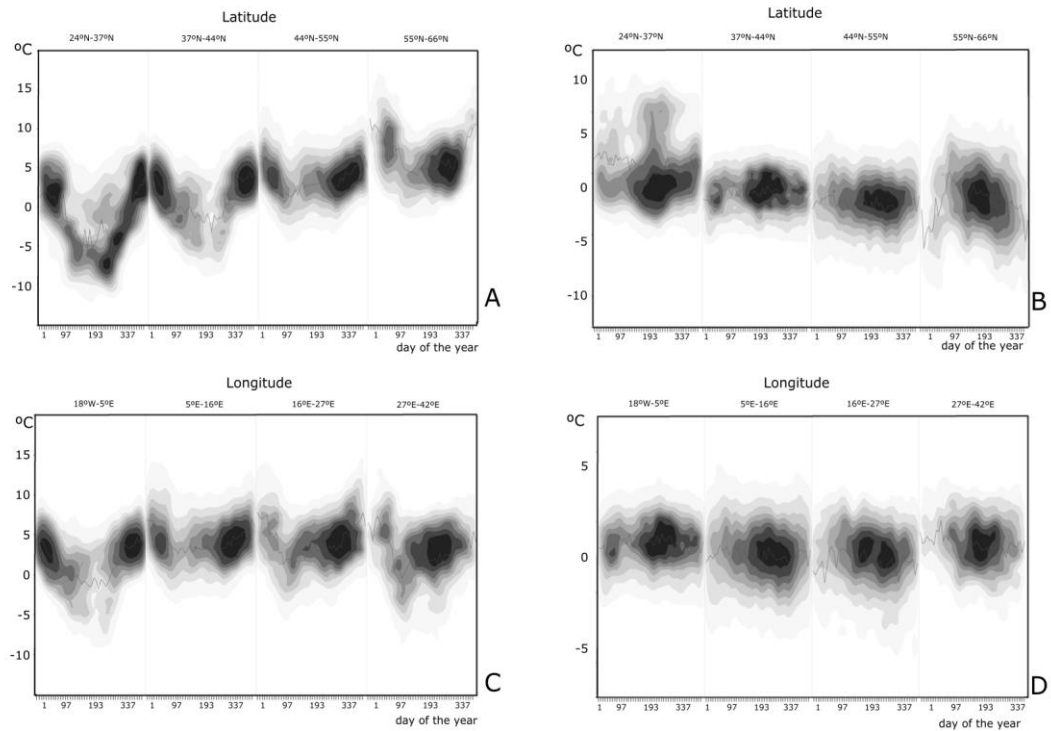 Latitude
24ºN-37ºN 37ºN-44ºN 44ºN-55ºN 55ºN-66ºN
ºC
15
10
5
0
-5
-10
A
1 97 193 337 1 97 193 337 1 97 193 337 1 97 193 337
day of the year
Latitude
24ºN-37ºN 37ºN-44ºN 44ºN-55ºN 55ºN-66ºN
ºC
10
5
0
-5
-10
B
1 97 193 337 1 97 193 337 1 97 193 337 1 97 193 337
day of the year
Longitude
18ºW-5ºE 5ºE-16ºE 16ºE-27ºE 27ºE-42ºE
ºC
20
15
10
5
0
-5
-10
C
1 97 193 337 1 97 193 337 1 97 193 337 1 97 193 337
day of the year
Longitude
18ºW-5ºE 5ºE-16ºE 16ºE-27ºE 27ºE-42ºE
ºC
5
0
-5
D
1 97 193 337 1 97 193 337 1 97 193 337 1 97 193 337
day of the year